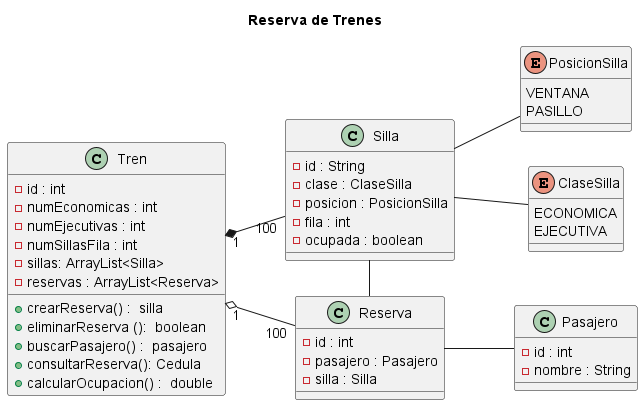 Reserva de Trenes
E PosicionSilla
VENTANA
PASILLO
C Silla
id : String
clase : ClaseSilla
posicion : PosicionSilla
fila : int
ocupada : boolean
C Tren
id : int
numEconomicas : int
numEjecutivas : int
numSillasFila : int
sillas: ArrayList<Silla>
reservas : ArrayList<Reserva>
crearReserva() : silla
eliminarReserva (): boolean
buscarPasajero() : pasajero
consultarReserva(): Cedula
calcularOcupacion() : double
E ClaseSilla
ECONOMICA
EJECUTIVA
1
100
1
100
C Reserva
id : int
pasajero : Pasajero
silla : Silla
C Pasajero
id : int
nombre : String